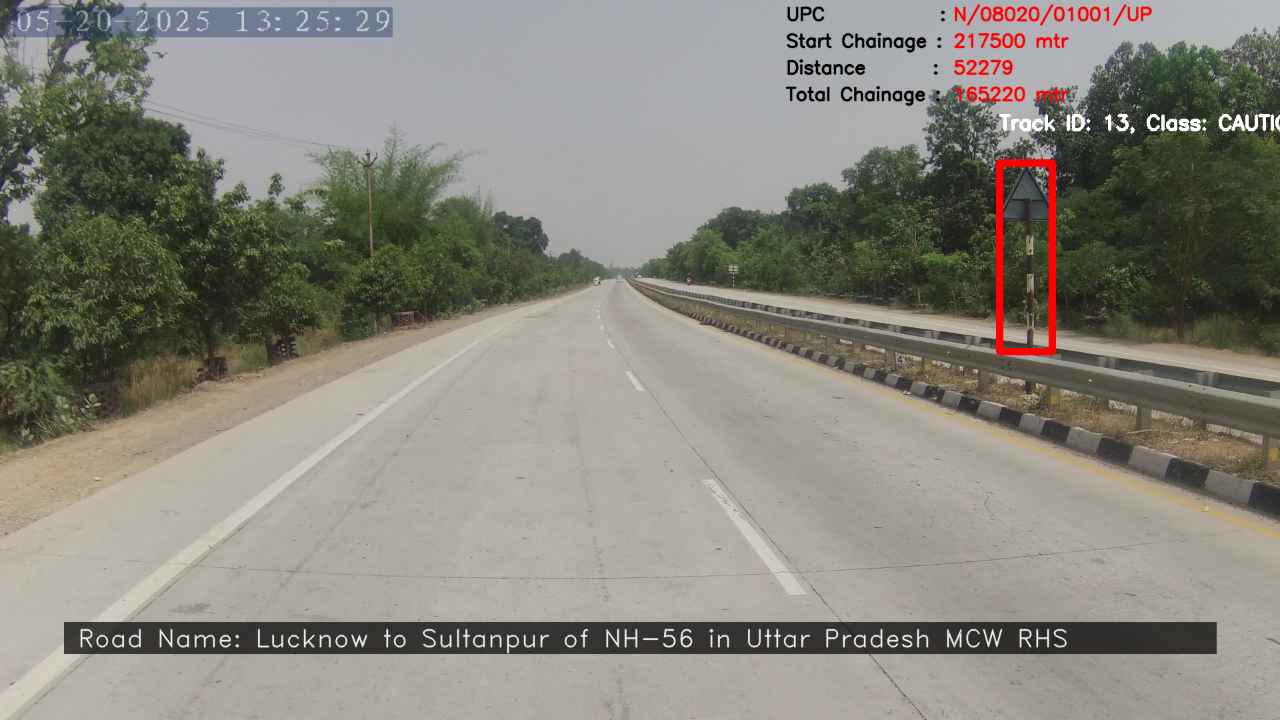 05-20-2025 13:25:29
UPC : N/08020/01001/UP
Start Chainage : 217500 mtr
Distance : 52279
Total Chainage : 165220 mtr
Track ID: 13, Class: CAUTIO
Road Name: Lucknow to Sultanpur of NH-56 in Uttar Pradesh MCW RHS